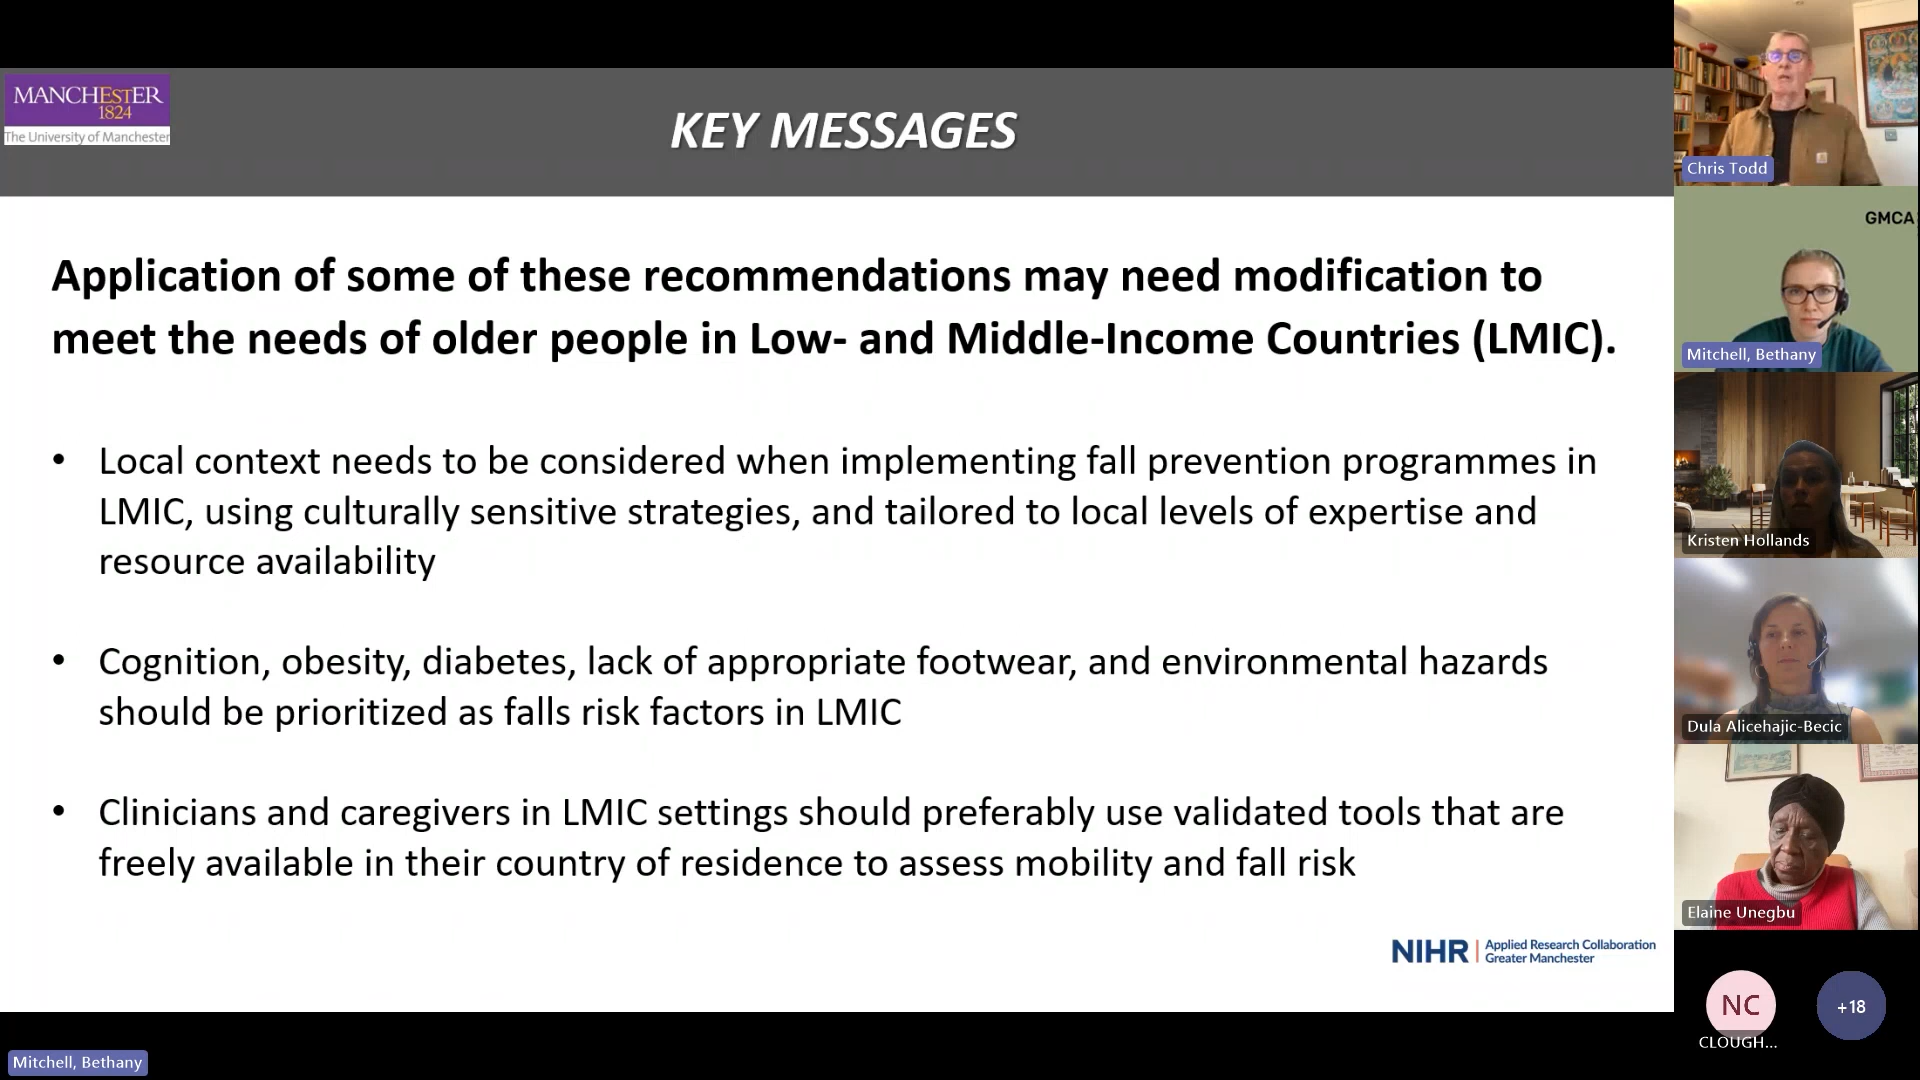 MANCHESTER
1824
The University of Manchester
KEY MESSAGES
Application of some of these recommendations may need modification to
meet the needs of older people in Low- and Middle-Income Countries (LMIC).
• Local context needs to be considered when implementing fall prevention programmes in
LMIC, using culturally sensitive strategies, and tailored to local levels of expertise and
resource availability
• Cognition, obesity, diabetes, lack of appropriate footwear, and environmental hazards
should be prioritized as falls risk factors in LMIC
• Clinicians and caregivers in LMIC settings should preferably use validated tools that are
freely available in their country of residence to assess mobility and fall risk
NIHR | Applied Research Collaboration
Greater Manchester
Mitchell, Bethany
Chris Todd
GMCA
Mitchell, Bethany
Kristen Hollands
Dula Alicehajic-Becic
Elaine Unegbu
NC
CLOUGH...
+18